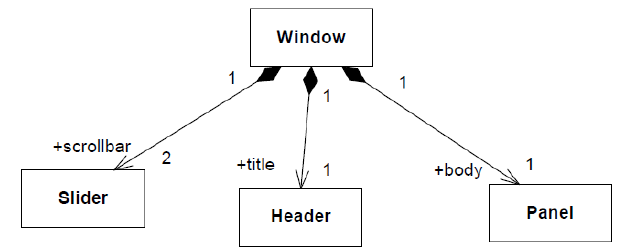 Window
1
1
1
+scrollbar
2
+title
1
+body
1
Slider
Header
Panel